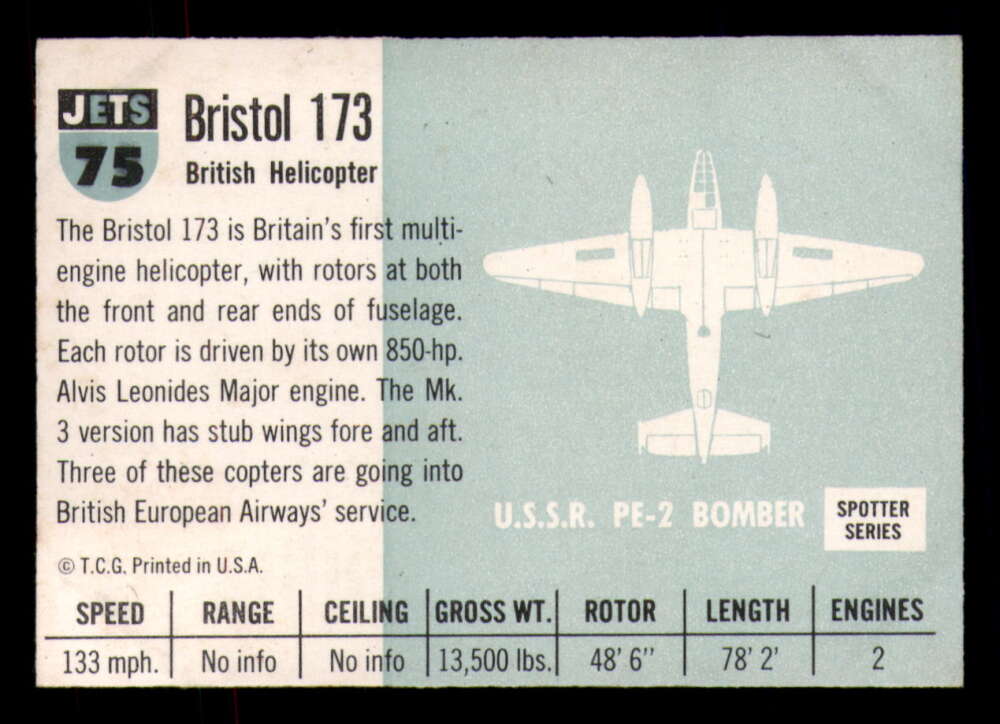 JETS
75
Bristol 173
British Helicopter
The Bristol 173 is Britain's first multi-
engine helicopter, with rotors at both
the front and rear ends of fuselage.
Each rotor is driven by its own 850-hp.
Alvis Leonides Major engine. The Mk.
3 version has stub wings fore and aft.
Three of these copters are going into
British European Airways' service.
© T.C.G. Printed in U.S.A.
U.S.S.R. PE-2 BOMBER
SPOTTER
SERIES
SPEED RANGE CEILING GROSS WT. ROTOR LENGTH ENGINES
133 mph. No info No info 13,500 lbs. 48' 6" 78' 2' 2